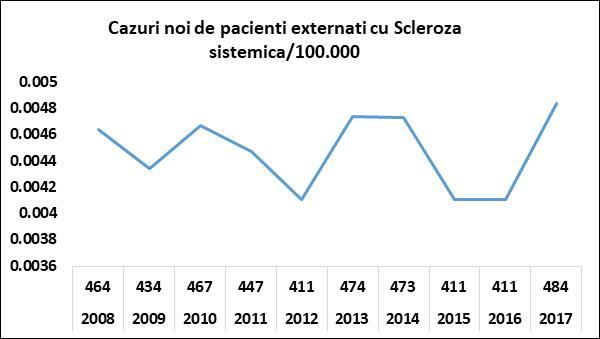 Cazuri noi de pacienti externati cu Scleroza
sistemica/100.000
0.005
0.0048
0.0046
0.0044
0.0042
0.004
0.0038
0.0036
464 434 467 447 411 474 473 411 411 484
2008 2009 2010 2011 2012 2013 2014 2015 2016 2017